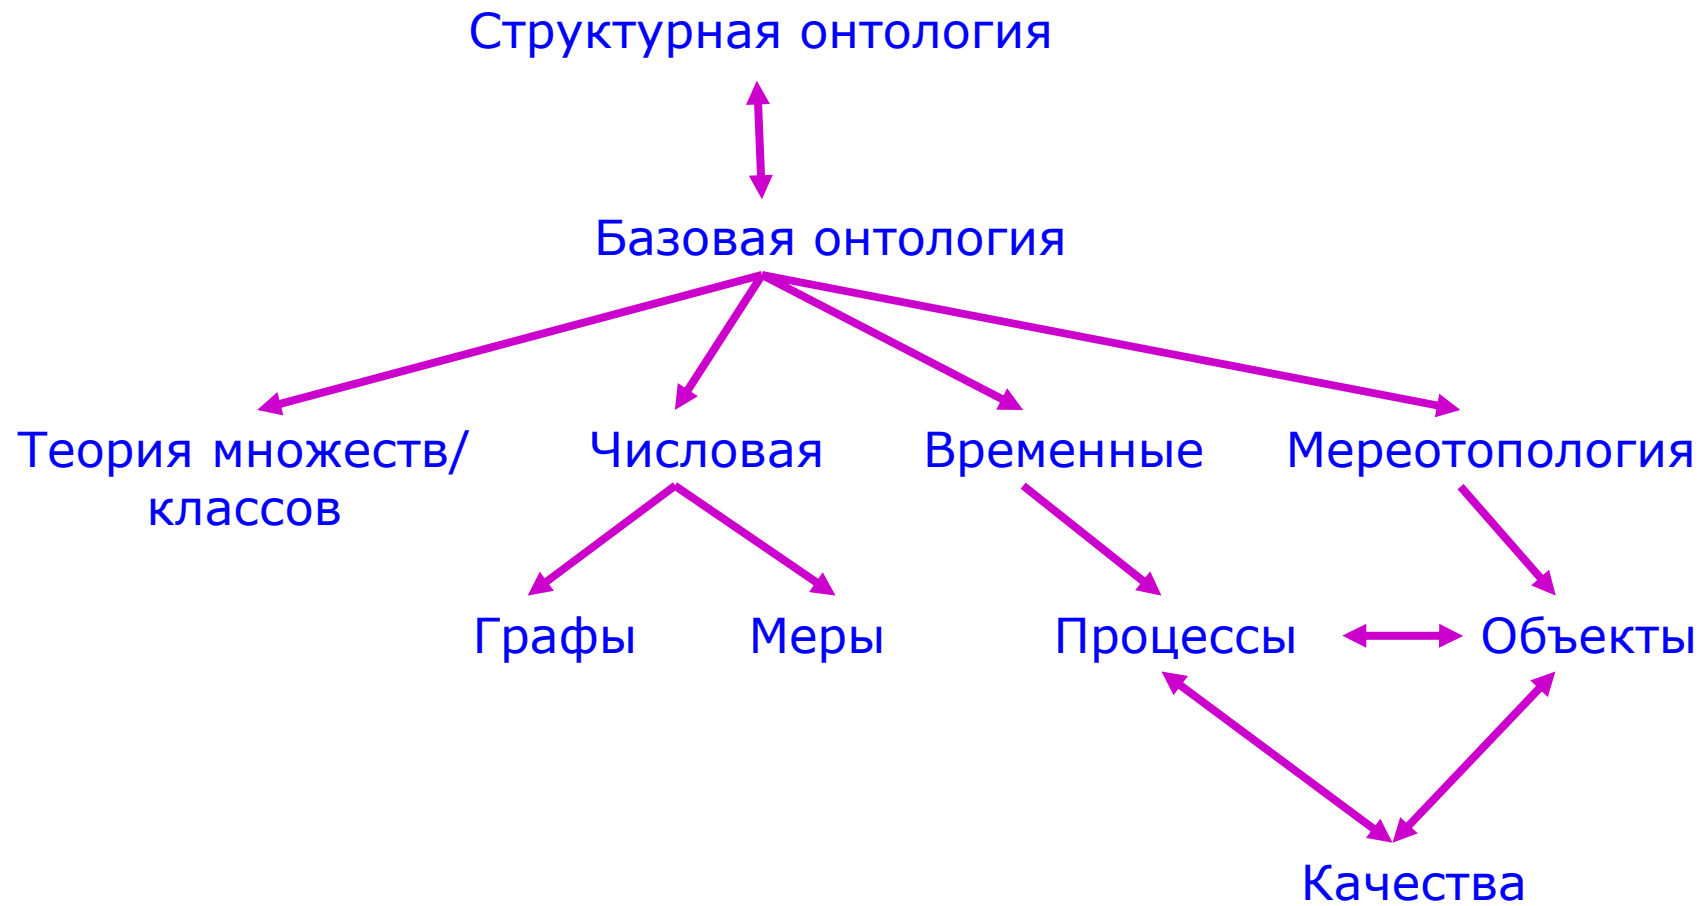 Структурная онтология
Базовая онтология
Теория множеств/
классов
Числовая
Временные
Мереотопология
Графы
Меры
Процессы
Объекты
Качества